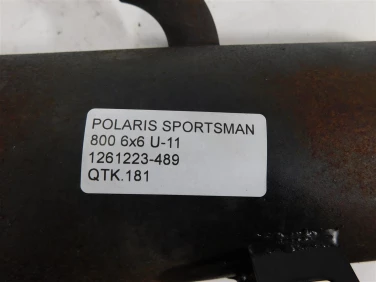 POLARIS SPORTSMAN
800 6x6 U-11
1261223-489
QTK.181